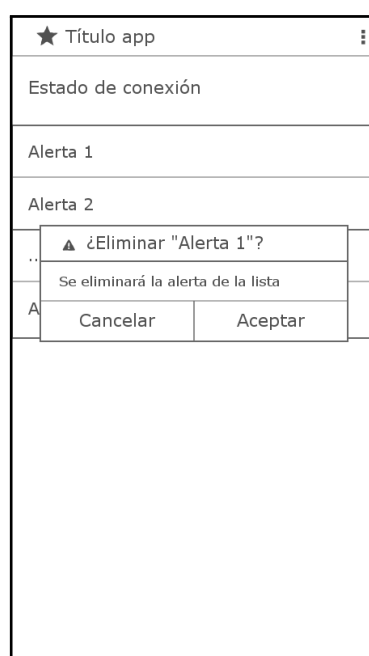 Título app
Estado de conexión
Alerta 1
Alerta 2
¿Eliminar "Alerta 1"?
..
Se eliminará la alerta de la lista
A
Cancelar Aceptar